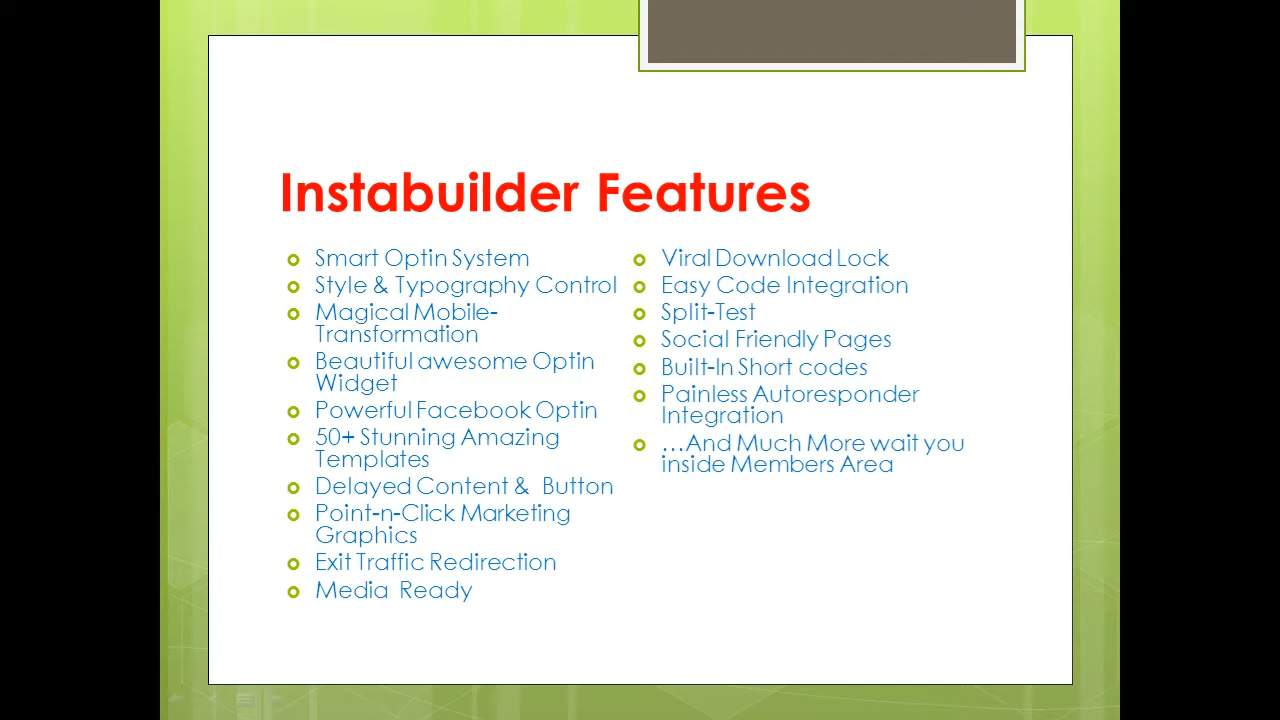 Instabuilder Features
Smart Optin System
Style & Typography Control
Magical Mobile-
Transformation
Beautiful awesome Optin
Widget
Powerful Facebook Optin
50+ Stunning Amazing
Templates
Delayed Content &  Button
Point-n-Click Marketing
Graphics
Exit Traffic Redirection
Media  Ready
Viral Download Lock
Easy Code Integration
Split-Test
Social Friendly Pages
Built-In Short codes
Painless Autoresponder
Integration
…And Much More wait you
inside Members Area